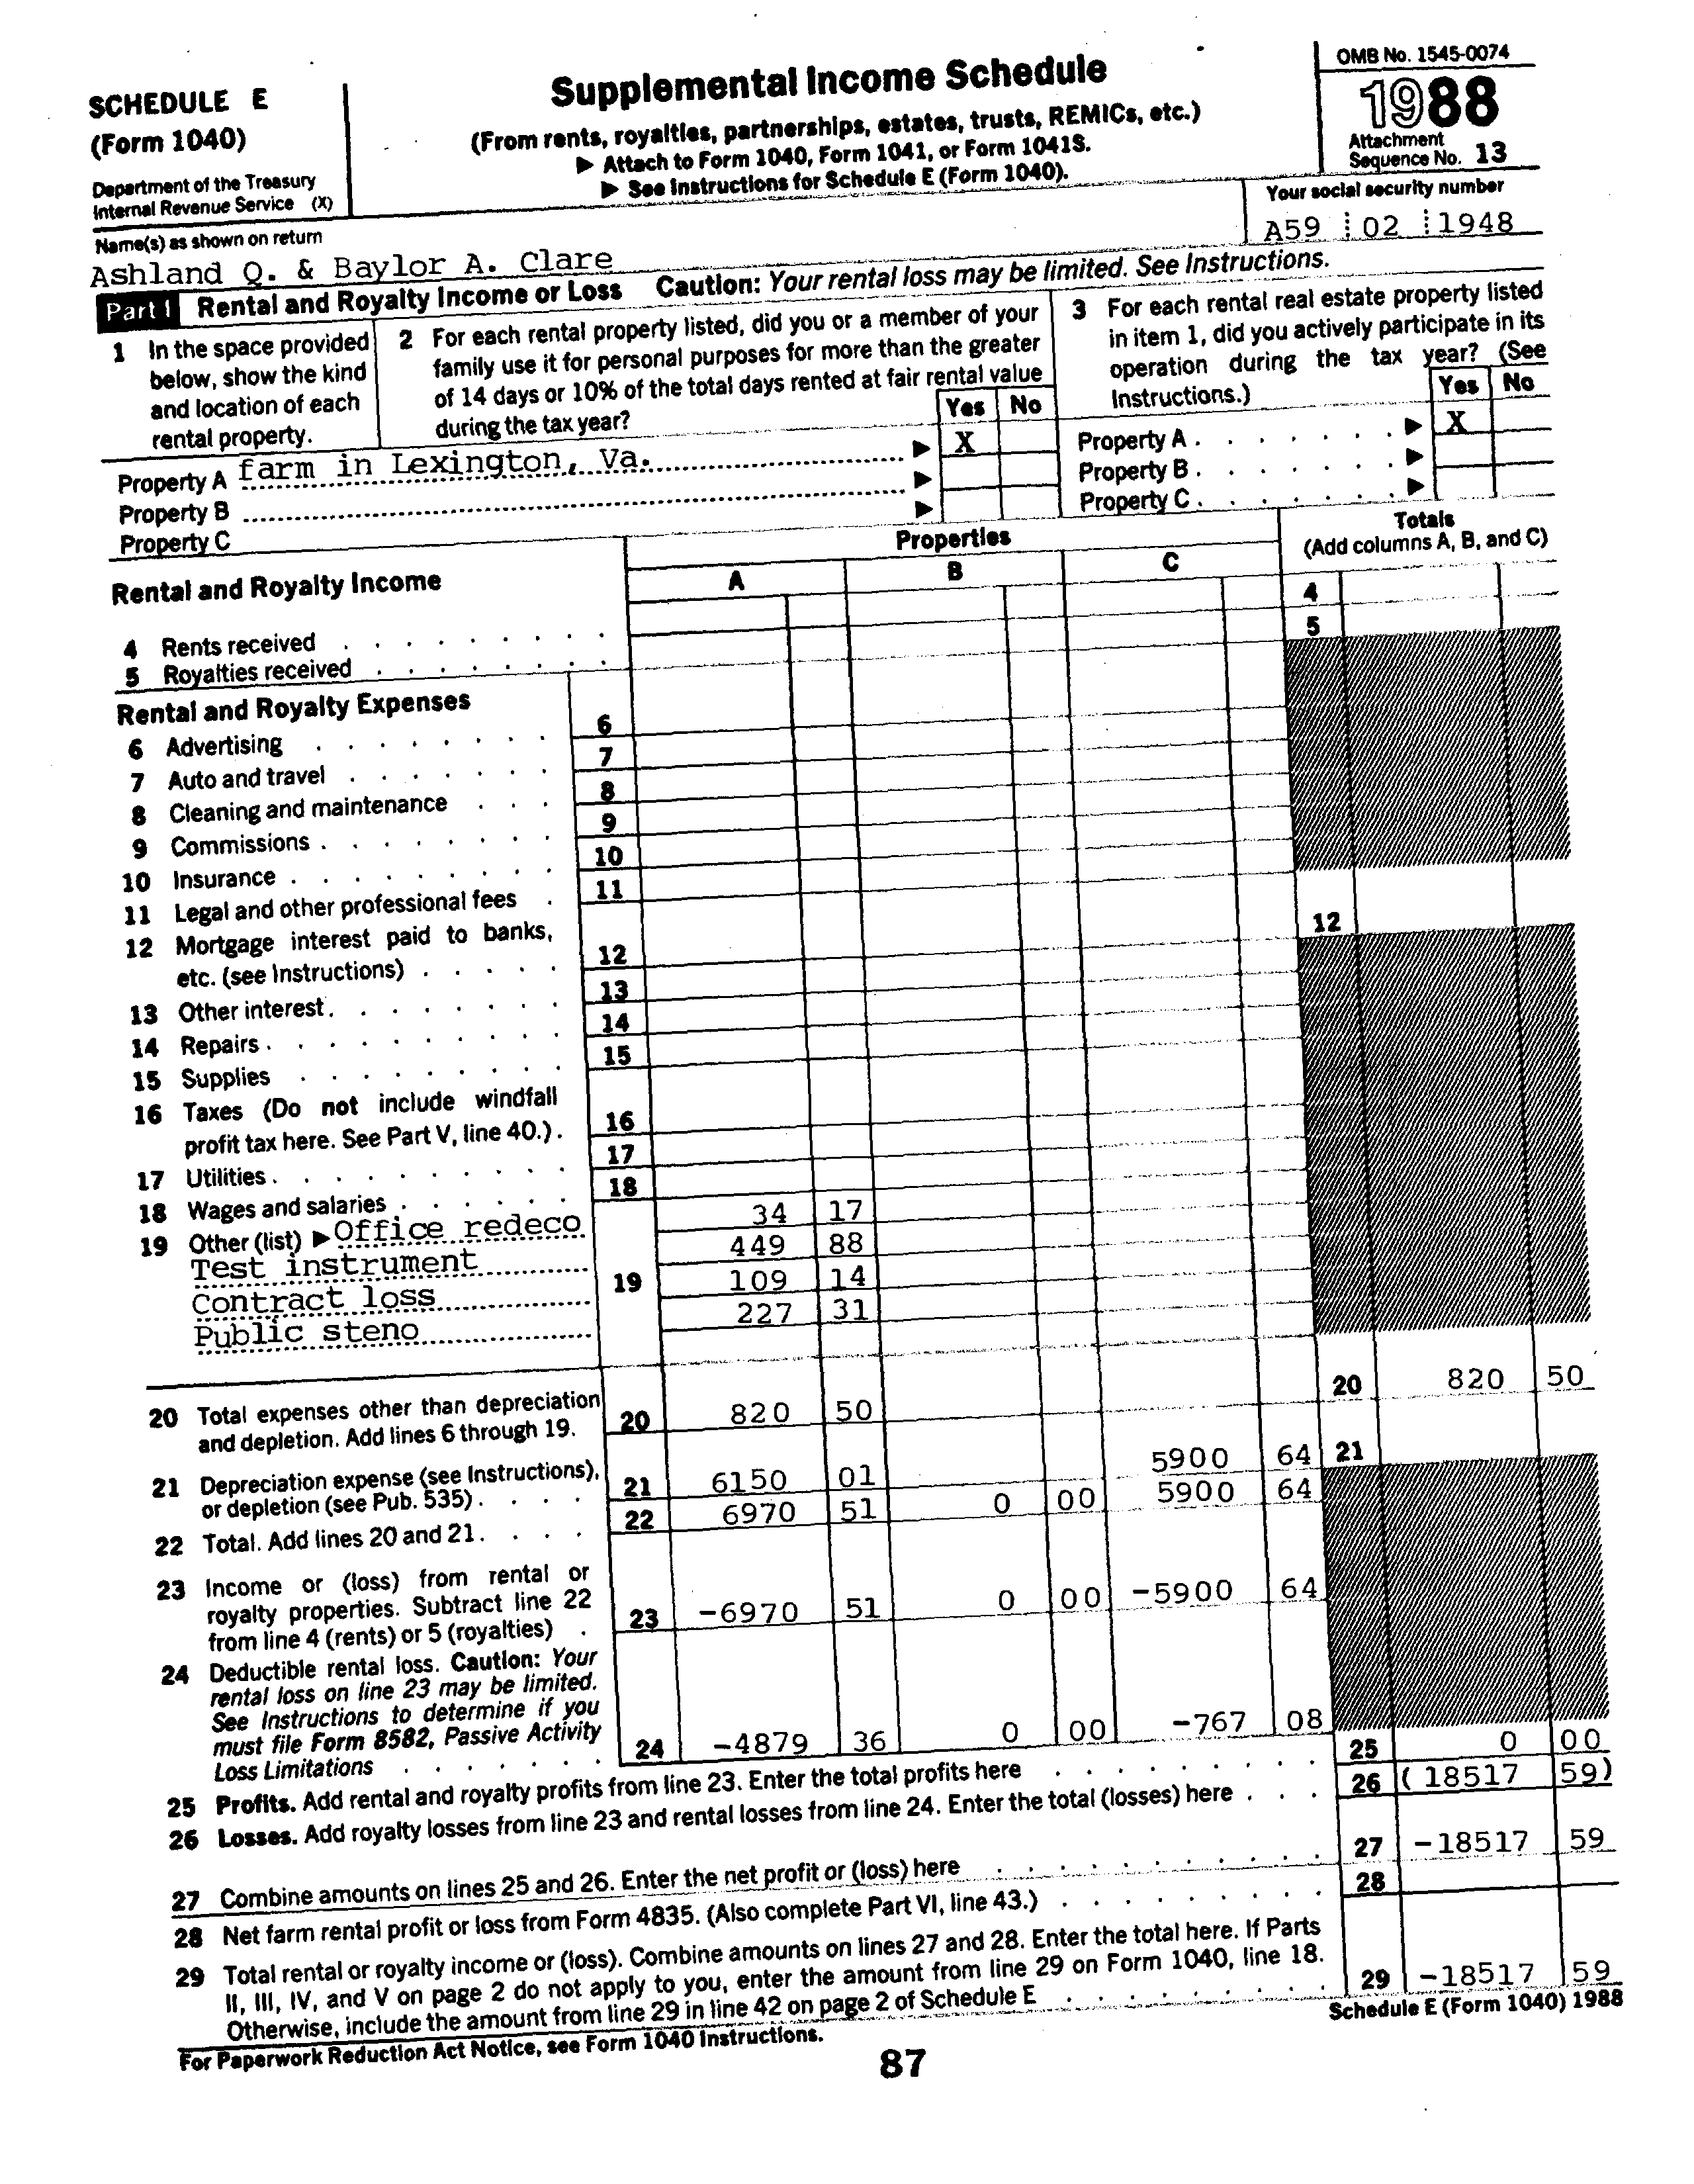 SCHEDULE E
(Form 1040)
Department of the Treasury
Internal Revenue Service (X)
Supplemental Income Schedule
(From rents, royalties, partnerships, estates, trusts, REMICs, etc.)
▶ Attach to Form 1040, Form 1041, or Form 1041S.
▶ See Instructions for Schedule E (Form 1040).
OMB No. 1545-0074
1988
Attachment
Sequence No. 13
Name(s) as shown on return
Ashland Q. & Baylor A. Clare
Your social security number
A59 02 1948
Part I Rental and Royalty Income or Loss Caution: Your rental loss may be limited. See Instructions.
1 In the space provided
below, show the kind
and location of each
rental property.
2 For each rental property listed, did you or a member of your
family use it for personal purposes for more than the greater
of 14 days or 10% of the total days rented at fair rental value
during the tax year?
Yes No
3 For each rental real estate property listed
in item 1, did you actively participate in its
operation during the tax year? (See
Instructions.)
Yes No
Property A farm in Lexington, Va. ▶ X
Property B ▶
Property C ▶
Property A ▶ X
Property B ▶
Property C ▶
Rental and Royalty Income
Properties
A B C
Totals
(Add columns A, B, and C)
4 Rents received 4
5 Royalties received 5
Rental and Royalty Expenses
6 Advertising 6
7 Auto and travel 7
8 Cleaning and maintenance 8
9 Commissions 9
10 Insurance 10
11 Legal and other professional fees 11
12 Mortgage interest paid to banks,
etc. (see Instructions) 12 12
13 Other interest 13
14 Repairs 14
15 Supplies 15
16 Taxes (Do not include windfall
profit tax here. See Part V, line 40.) 16
17 Utilities 17
18 Wages and salaries 18
19 Other (list) ▶ Office redeco 34 17
Test instrument 449 88
Contract loss 19 109 14
Public steno 227 31
20 Total expenses other than depreciation
and depletion. Add lines 6 through 19. 20 820 50 20 820 50
21 Depreciation expense (see Instructions),
or depletion (see Pub. 535) 21 6150 01 5900 64 21
22 Total. Add lines 20 and 21 22 6970 51 0 00 5900 64
23 Income or (loss) from rental or
royalty properties. Subtract line 22
from line 4 (rents) or 5 (royalties) 23 -6970 51 0 00 -5900 64
24 Deductible rental loss. Caution: Your
rental loss on line 23 may be limited.
See Instructions to determine if you
must file Form 8582, Passive Activity
Loss Limitations 24 -4879 36 0 00 -767 08
25 Profits. Add rental and royalty profits from line 23. Enter the total profits here 25 0 00
26 Losses. Add royalty losses from line 23 and rental losses from line 24. Enter the total (losses) here 26 ( 18517 59)
27 Combine amounts on lines 25 and 26. Enter the net profit or (loss) here 27 -18517 59
28 Net farm rental profit or loss from Form 4835. (Also complete Part VI, line 43.) 28
29 Total rental or royalty income or (loss). Combine amounts on lines 27 and 28. Enter the total here. If Parts
II, III, IV, and V on page 2 do not apply to you, enter the amount from line 29 on Form 1040, line 18.
Otherwise, include the amount from line 29 in line 42 on page 2 of Schedule E 29 -18517 59
For Paperwork Reduction Act Notice, see Form 1040 Instructions.
Schedule E (Form 1040) 1988
87